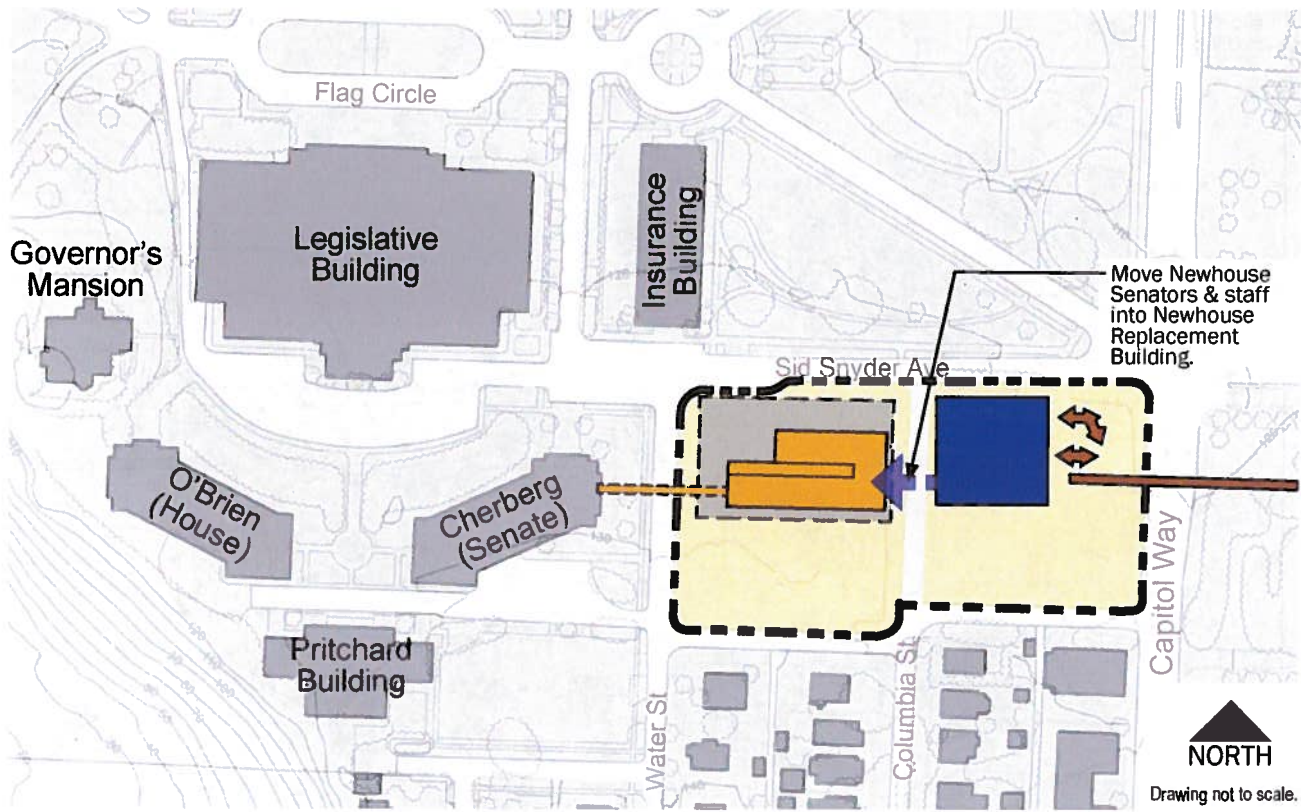 Flag Circle
Governor's
Mansion
Legislative
Building
Insurance
Building
Move Newhouse
Senators & staff
into Newhouse
Replacement
Building.
Sid Snyder Ave
O'Brien
(House)
Cherberg
(Senate)
Pritchard
Building
Water St
Columbia St
Capitol Way
NORTH
Drawing not to scale.